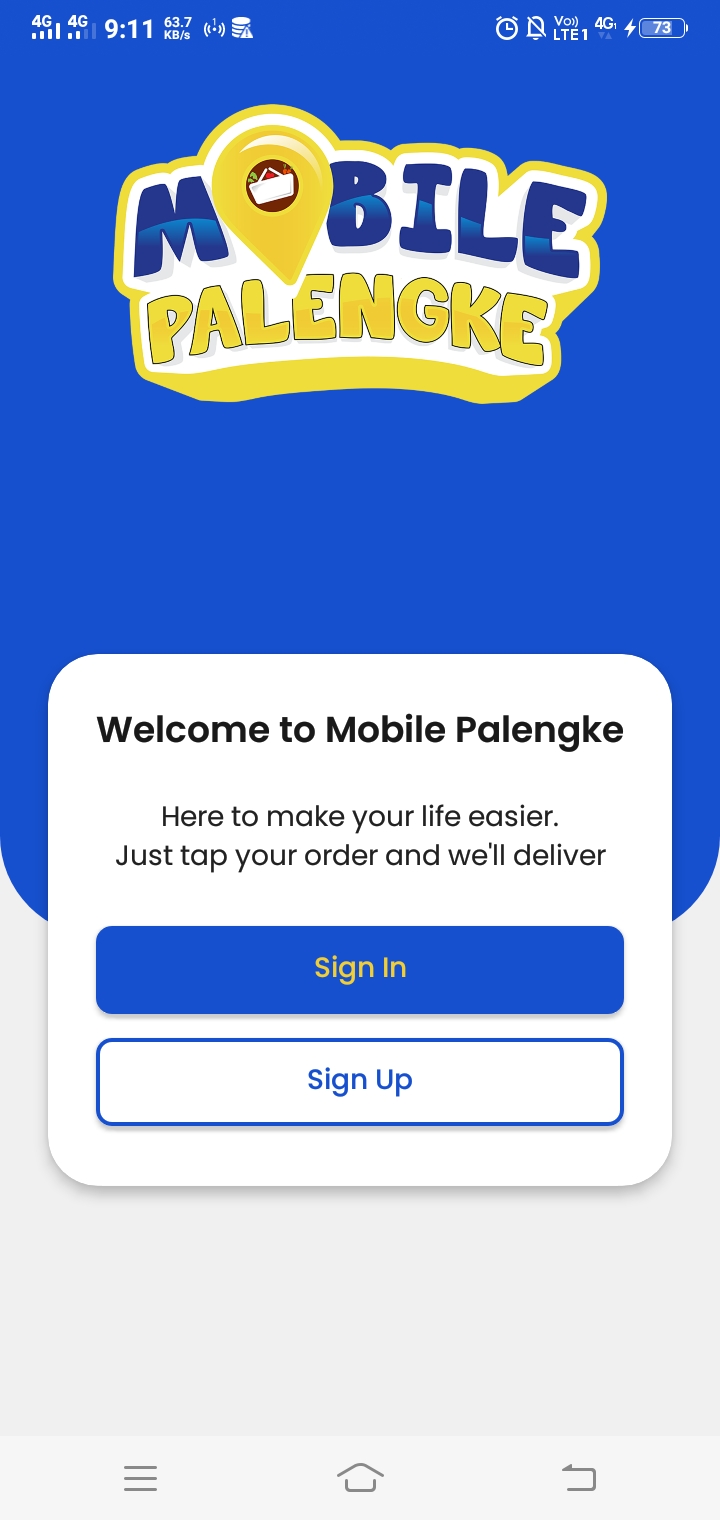 4G 4G 9:11 63.7 KB/s Vo)) LTE1 4G 73
MOBILE
PALENGKE
Welcome to Mobile Palengke
Here to make your life easier.
Just tap your order and we'll deliver
Sign In
Sign Up